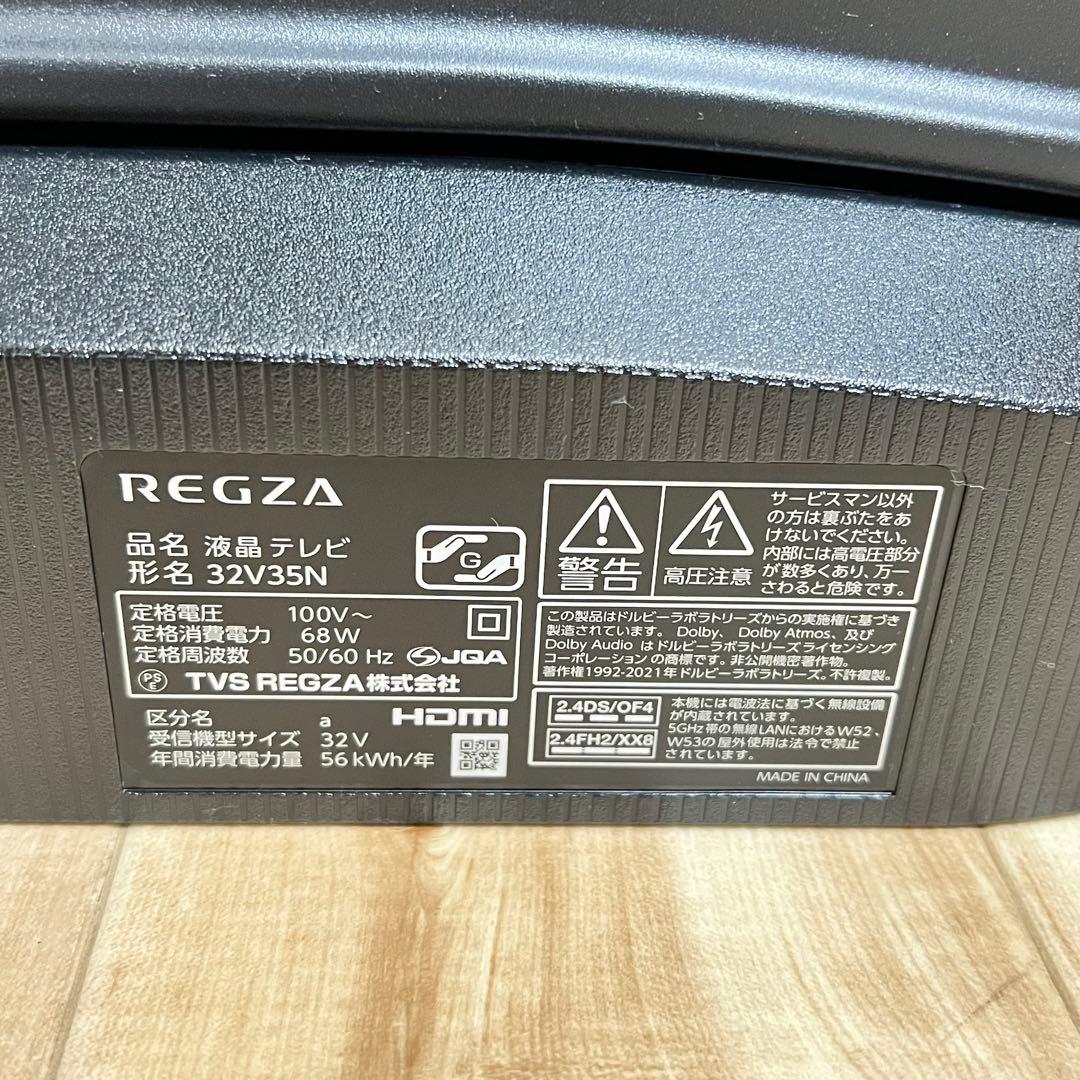 REGZA
品名 液晶テレビ
形名 32V35N
G
定格電圧 100V～
定格消費電力 68W
定格周波数 50/60 Hz
JQA
PS
E
TVS REGZA株式会社
区分名 a
受信機型サイズ 32V
年間消費電力量 56kWh/年
HDMI
警告
高圧注意
サービスマン以外
の方は裏ぶたをあ
けないでください。
内部には高電圧部分
が数多くあり、万一
さわると危険です。
この製品はドルビーラボラトリーズからの実施権に基づき
製造されています。 Dolby、 Dolby Atmos、及び
Dolby Audio はドルビーラボラトリーズライセンシング
コーポレーションの商標です。非公開機密著作物。
著作権1992-2021年ドルビーラボラトリーズ。不許複製。
2.4DS/OF4
2.4FH2/XX8
本機には電波法に基づく無線設備
が内蔵されています。
5GHz帯の無線LANにおけるW52、
W53の屋外使用は法令で禁止
されています。
MADE IN CHINA